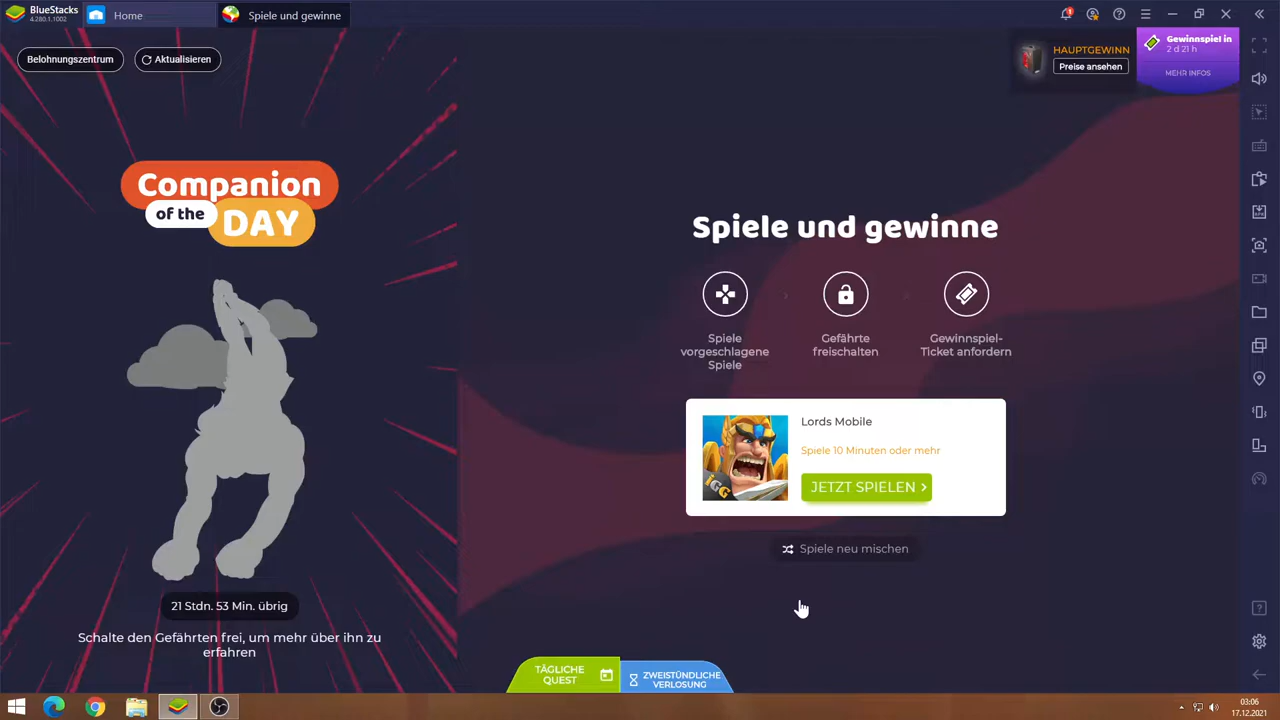 BlueStacks
4.280.1.1002
Home
Spiele und gewinne
Belohnungszentrum
Aktualisieren
HAUPTGEWINN
Preise ansehen
Gewinnspiel in
2 d 21 h
MEHR INFOS
Companion
of the
DAY
21 Stdn. 53 Min. übrig
Schalte den Gefährten frei, um mehr über ihn zu
erfahren
Spiele und gewinne
Spiele
vorgeschlagene
Spiele
Gefährte
freischalten
Gewinnspiel-
Ticket anfordern
IGG
Lords Mobile
Spiele 10 Minuten oder mehr
JETZT SPIELEN
Spiele neu mischen
TÄGLICHE
QUEST
ZWEISTÜNDLICHE
VERLOSUNG
03:06
17.12.2021